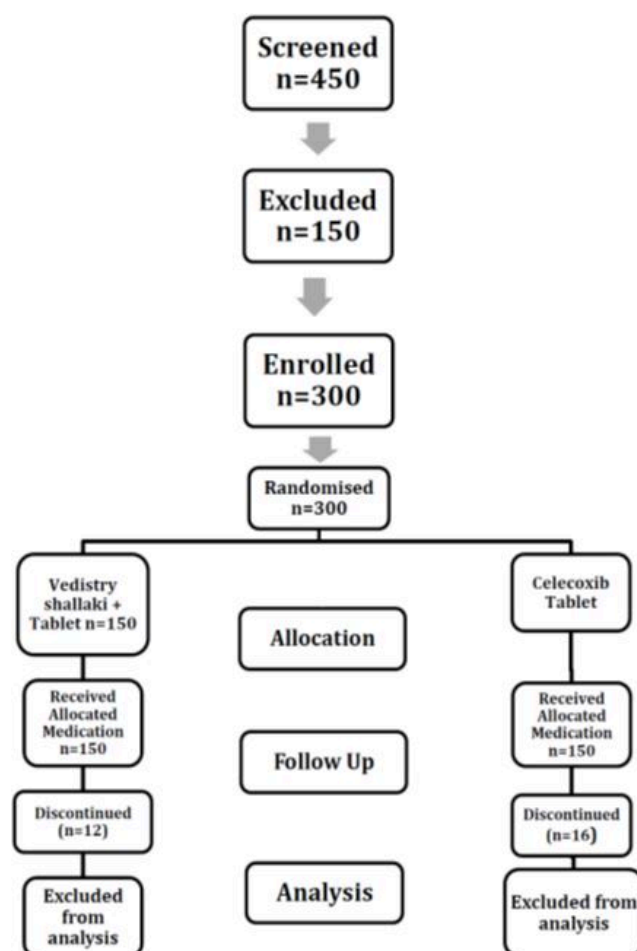 Screened
n=450
Excluded
n=150
Enrolled
n=300
Randomised
n=300
Vedistry
shallaki +
Tablet n=150
Celecoxib
Tablet
Allocation
Received
Allocated
Medication
n=150
Received
Allocated
Medication
n=150
Follow Up
Discontinued
(n=12)
Discontinued
(n=16)
Analysis
Excluded
from
analysis
Excluded from
analysis